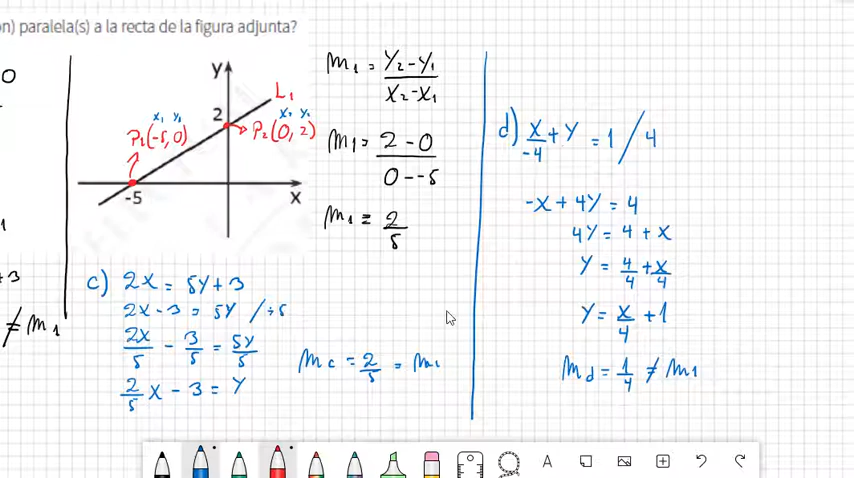 on) paralela(s) a la recta de la figura adjunta?
0
1
+3
≠ m₁
y
L₁
2
x₁ y₁
P₁(-5,0)
x₂ y₂
P₂(0, 2)
-5
x
m₁ = y₂-y₁ / x₂-x₁
m₁ = 2-0 / 0--5
m₁ = 2/5
c) 2x = 5y+3
2x-3 = 5y /÷5
2x/5 - 3/5 = 5y/5
2/5 x - 3 = y
mc = 2/5 = m₁
d) x/-4 + y = 1 / 4
-x + 4y = 4
4y = 4 + x
y = 4/4 + x/4
y = x/4 + 1
md = 1/4 ≠ m₁
A